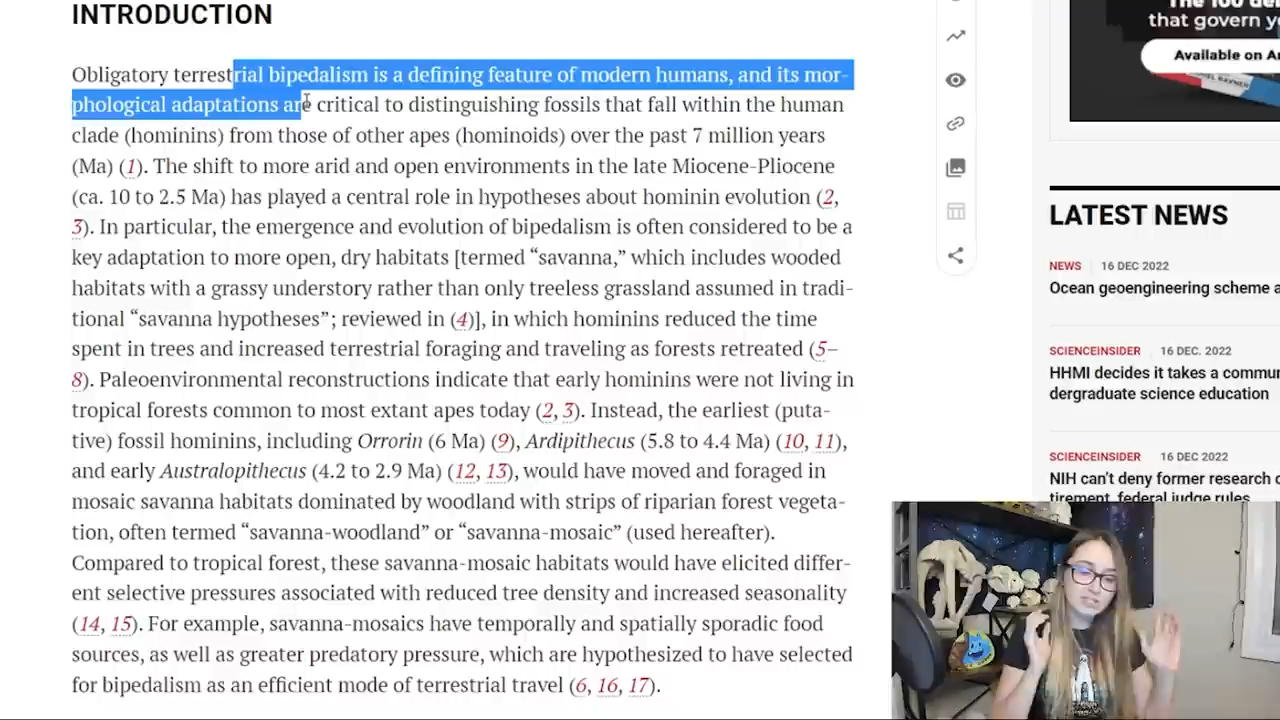 INTRODUCTION
Obligatory terrestrial bipedalism is a defining feature of modern humans, and its mor-
phological adaptations are critical to distinguishing fossils that fall within the human
clade (hominins) from those of other apes (hominoids) over the past 7 million years
(Ma) (1). The shift to more arid and open environments in the late Miocene-Pliocene
(ca. 10 to 2.5 Ma) has played a central role in hypotheses about hominin evolution (2,
3). In particular, the emergence and evolution of bipedalism is often considered to be a
key adaptation to more open, dry habitats [termed “savanna,” which includes wooded
habitats with a grassy understory rather than only treeless grassland assumed in tradi-
tional “savanna hypotheses”; reviewed in (4)], in which hominins reduced the time
spent in trees and increased terrestrial foraging and traveling as forests retreated (5–
8). Paleoenvironmental reconstructions indicate that early hominins were not living in
tropical forests common to most extant apes today (2, 3). Instead, the earliest (puta-
tive) fossil hominins, including Orrorin (6 Ma) (9), Ardipithecus (5.8 to 4.4 Ma) (10, 11),
and early Australopithecus (4.2 to 2.9 Ma) (12, 13), would have moved and foraged in
mosaic savanna habitats dominated by woodland with strips of riparian forest vegeta-
tion, often termed “savanna-woodland” or “savanna-mosaic” (used hereafter).
Compared to tropical forest, these savanna-mosaic habitats would have elicited differ-
ent selective pressures associated with reduced tree density and increased seasonality
(14, 15). For example, savanna-mosaics have temporally and spatially sporadic food
sources, as well as greater predatory pressure, which are hypothesized to have selected
for bipedalism as an efficient mode of terrestrial travel (6, 16, 17).
that govern y
Available on A
LATEST NEWS
NEWS 16 DEC 2022
Ocean geoengineering scheme a
SCIENCEINSIDER 16 DEC. 2022
HHMI decides it takes a commu
dergraduate science education
SCIENCEINSIDER 16 DEC 2022
NIH can’t deny former research
tirement, federal judge rules